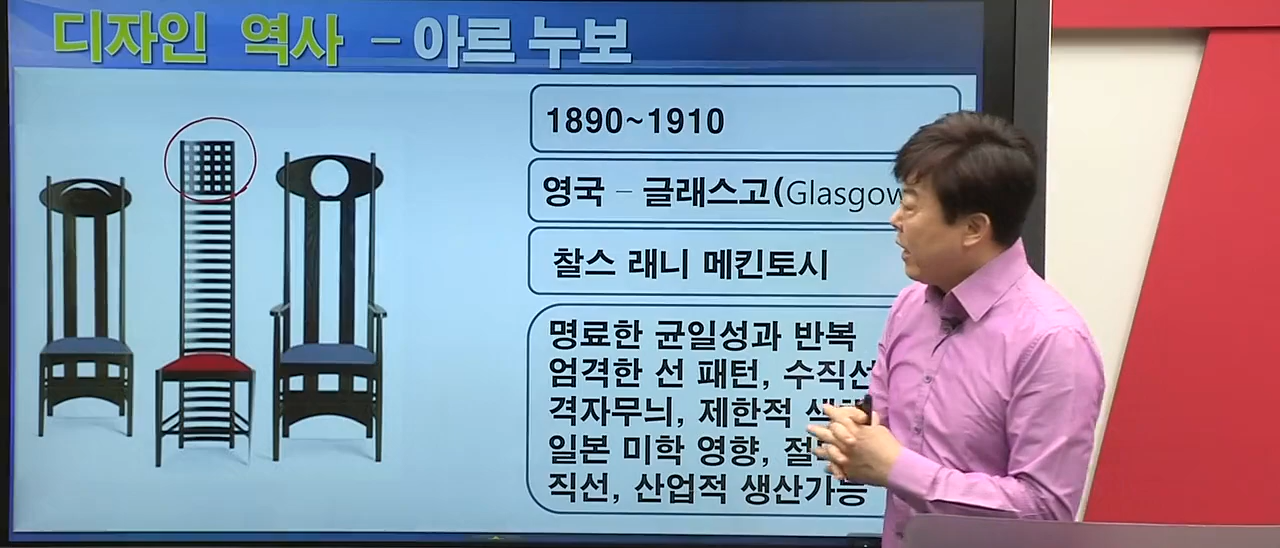 디자인 역사 - 아르 누보
1890~1910
영국 - 글래스고(Glasgow
찰스 래니 메킨토시
명료한 균일성과 반복
엄격한 선 패턴, 수직선
격자무늬, 제한적
일본 미학 영향,
직선, 산업적 생산가능